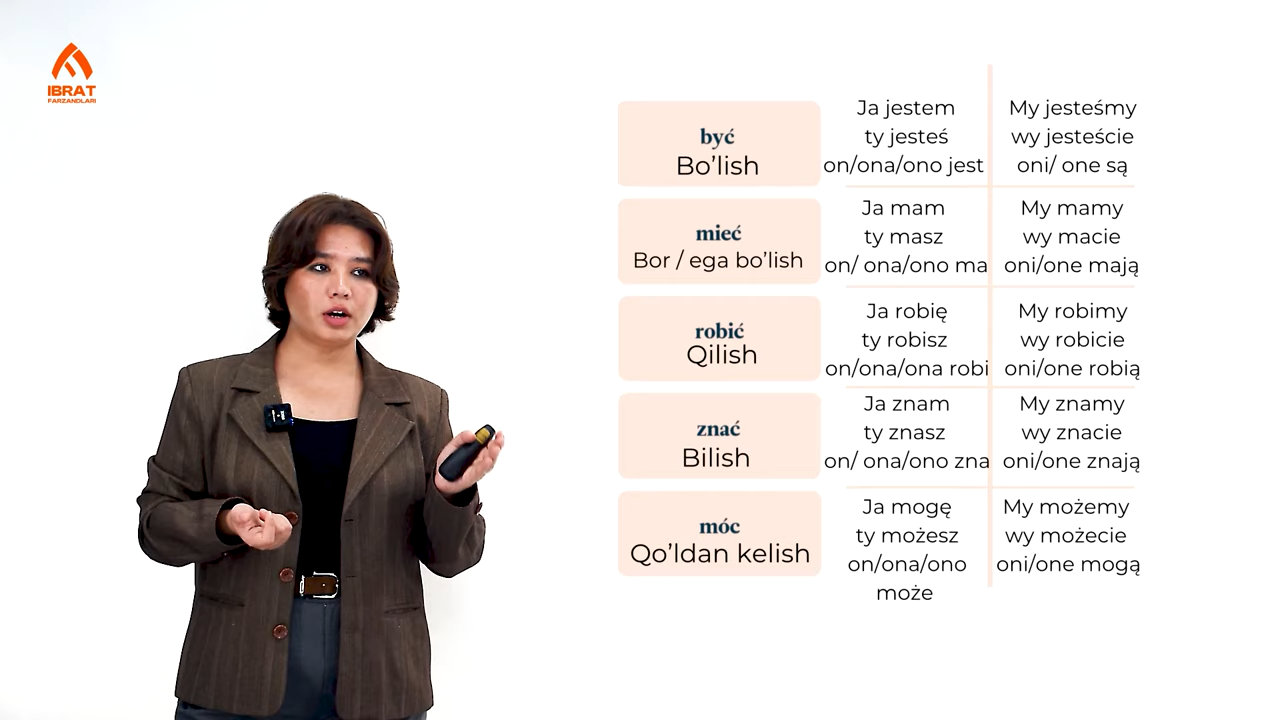 IBRAT
FARZANDLARI
być
Bo’lish
Ja jestem
ty jesteś
on/ona/ono jest
My jesteśmy
wy jesteście
oni/ one są
mieć
Bor / ega bo’lish
Ja mam
ty masz
on/ ona/ono ma
My mamy
wy macie
oni/one mają
robić
Qilish
Ja robię
ty robisz
on/ona/ona robi
My robimy
wy robicie
oni/one robią
znać
Bilish
Ja znam
ty znasz
on/ ona/ono zna
My znamy
wy znacie
oni/one znają
móc
Qo’ldan kelish
Ja mogę
ty możesz
on/ona/ono
może
My możemy
wy możecie
oni/one mogą